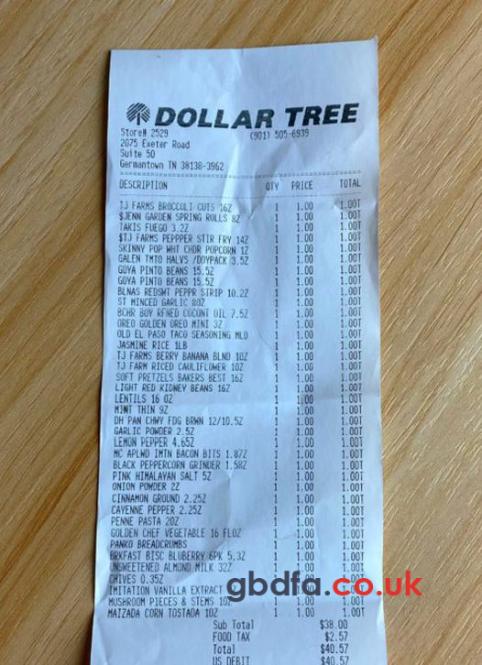 DOLLAR TREE
Store# 2529 (901) 505-6939
2075 Exeter Road
Suite 50
Germantown TN 38138-3962
DESCRIPTION QTY PRICE TOTAL
TJ FARMS BROCCOLI CUTS 16Z 1 1.00 1.00T
$JENN GARDEN SPRING ROLLS 8Z 1 1.00 1.00T
TAKIS FUEGO 3.2Z 1 1.00 1.00T
$TJ FARMS PEPPPER STIR FRY 14Z 1 1.00 1.00T
SKINNY POP WHT CHDR POPCORN 1Z 1 1.00 1.00T
GALEN TMTO HALVS /DOYPACK 3.5Z 1 1.00 1.00T
GOYA PINTO BEANS 15.5Z 1 1.00 1.00T
GOYA PINTO BEANS 15.5Z 1 1.00 1.00T
BLNAS REDSWT PEPPR STRIP 10.2Z 1 1.00 1.00T
ST MINCED GARLIC 8OZ 1 1.00 1.00T
BCHR BOY RFNED COCONT OIL 7.5Z 1 1.00 1.00T
OREO GOLDEN OREO MINI 3Z 1 1.00 1.00T
OLD EL PASO TACO SEASONING MLD 1 1.00 1.00T
JASMINE RICE 1LB 1 1.00 1.00T
TJ FARMS BERRY BANANA BLND 10Z 1 1.00 1.00T
TJ FARM RICED CAULIFLOWER 10Z 1 1.00 1.00T
SOFT PRETZELS BAKERS BEST 16Z 1 1.00 1.00T
LIGHT RED KIDNEY BEANS 16Z 1 1.00 1.00T
LENTILS 16 OZ 1 1.00 1.00T
MINT THIN 9Z 1 1.00 1.00T
DH PAN CHWY FDG BRWN 12/10.5Z 1 1.00 1.00T
GARLIC POWDER 2.5Z 1 1.00 1.00T
LEMON PEPPER 4.65Z 1 1.00 1.00T
MC APLWD IMTN BACON BITS 1.87Z 1 1.00 1.00T
BLACK PEPPERCORN GRINDER 1.58Z 1 1.00 1.00T
PINK HIMALAYAN SALT 5Z 1 1.00 1.00T
ONION POWDER 2Z 1 1.00 1.00T
CINNAMON GROUND 2.25Z 1 1.00 1.00T
CAYENNE PEPPER 2.25Z 1 1.00 1.00T
PENNE PASTA 20Z 1 1.00 1.00T
GOLDEN CHEF VEGETABLE 16 FLOZ 1 1.00 1.00T
PANKO BREADCRUMBS 1 1.00 1.00T
BRKFAST BISC BLUBERRY 6PK 5.3Z 1 1.00 1.00T
UNSWEETENED ALMOND MILK 32Z 1 1.00 1.00T
CHIVES 0.35Z
gbdfa.co.uk
IMITATION VANILLA EXTRACT 1.00T
MUSHROOM PIECES & STEMS 10Z 1 1.00 1.00T
MAIZADA CORN TOSTADA 10Z 1 1.00 1.00T
Sub Total $38.00
FOOD TAX $2.57
Total $40.57
US DEBIT $40.57